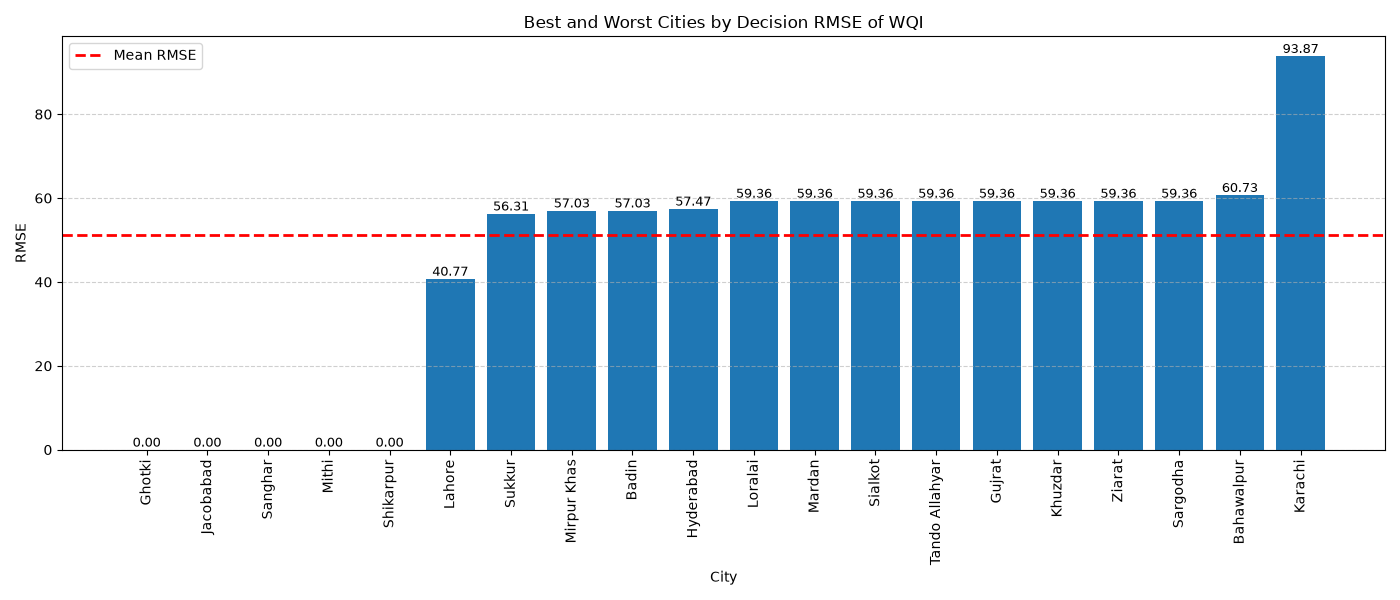 Best and Worst Cities by Decision RMSE of WQI
Mean RMSE
RMSE
80
60
40
20
0
0.00
0.00
0.00
0.00
0.00
40.77
56.31
57.03
57.03
57.47
59.36
59.36
59.36
59.36
59.36
59.36
59.36
59.36
60.73
93.87
Ghotki
Jacobabad
Sanghar
Mithi
Shikarpur
Lahore
Sukkur
Mirpur Khas
Badin
Hyderabad
Loralai
Mardan
Sialkot
Tando Allahyar
Gujrat
Khuzdar
Ziarat
Sargodha
Bahawalpur
Karachi
City